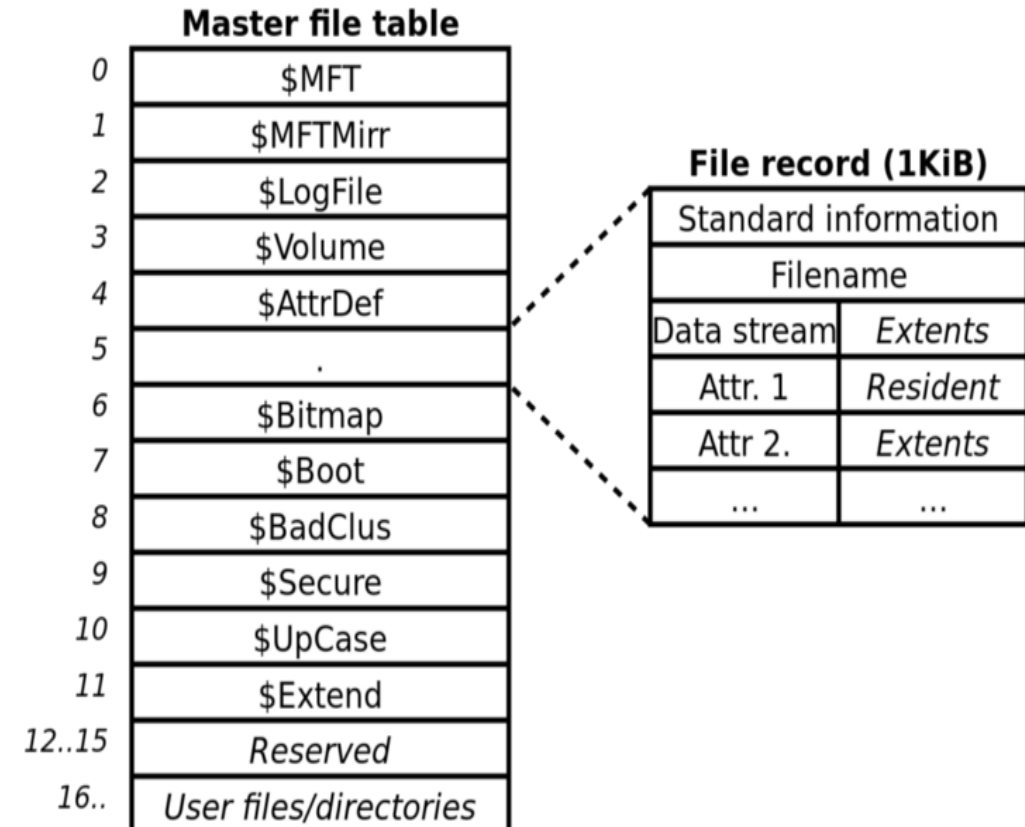 Master file table
0 $MFT
1 $MFTMirr
2 $LogFile
3 $Volume
4 $AttrDef
5 .
6 $Bitmap
7 $Boot
8 $BadClus
9 $Secure
10 $UpCase
11 $Extend
12..15 Reserved
16.. User files/directories
File record (1KiB)
Standard information
Filename
Data stream Extents
Attr. 1 Resident
Attr 2. Extents
... ...